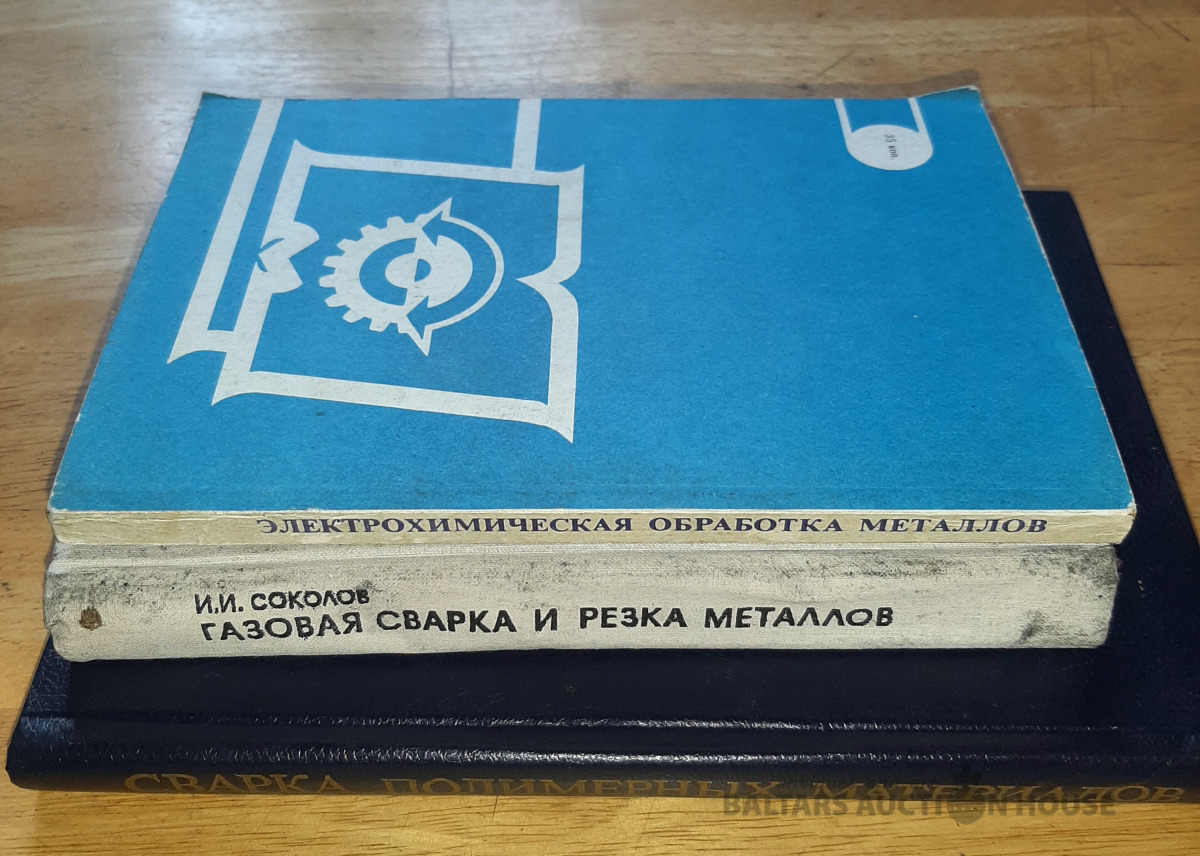 35 коп.
ЭЛЕКТРОХИМИЧЕСКАЯ ОБРАБОТКА МЕТАЛЛОВ
И.И. СОКОЛОВ
ГАЗОВАЯ СВАРКА И РЕЗКА МЕТАЛЛОВ
СВАРКА ПОЛИМЕРНЫХ МАТЕРИАЛОВ
BALTARS AUCTION HOUSE